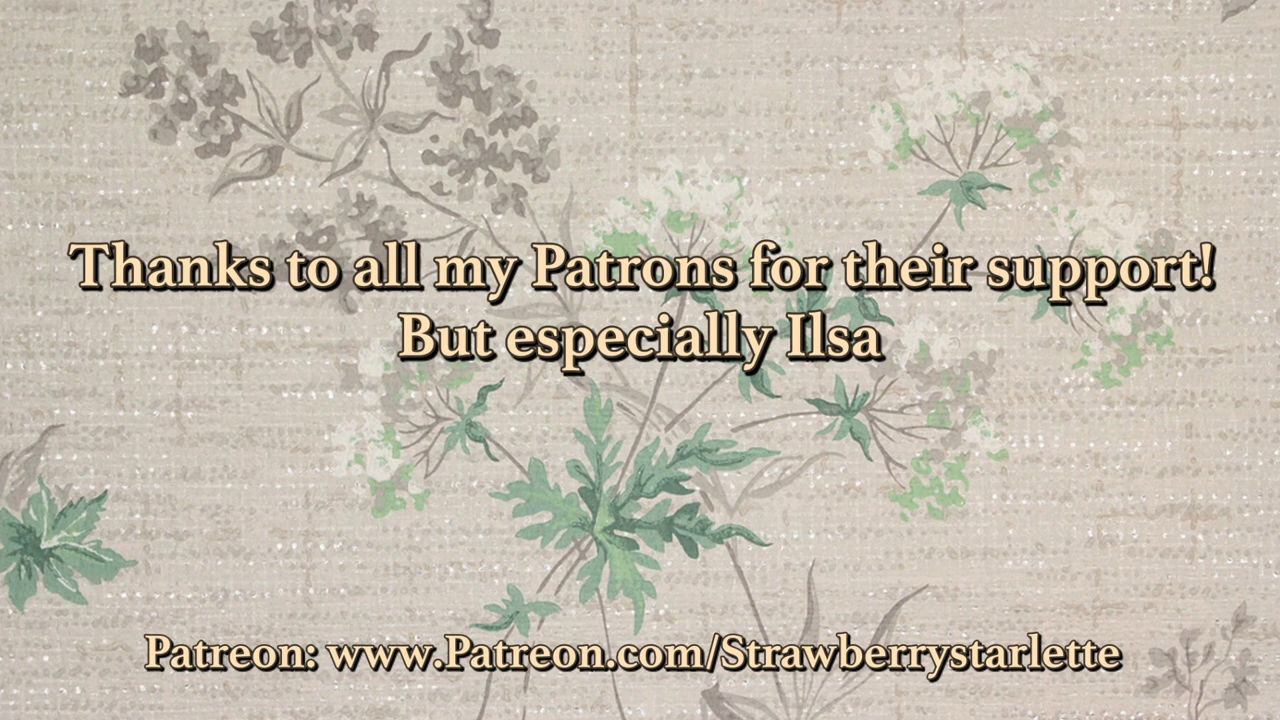 Thanks to all my Patrons for their support!
But especially Ilsa
Patreon: www.Patreon.com/Strawberrystarlette